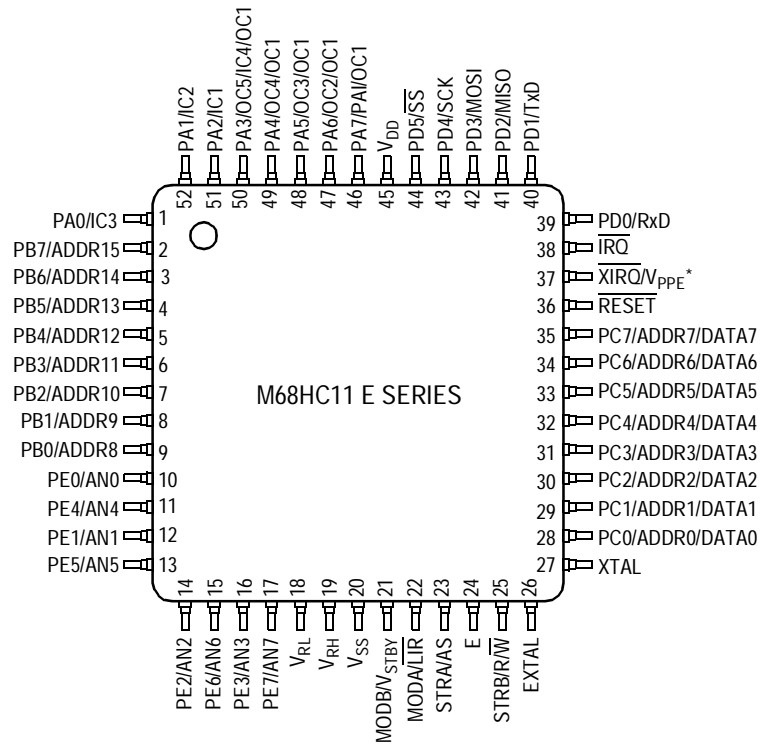 PA1/IC2
PA2/IC1
PA3/OC5/IC4/OC1
PA4/OC4/OC1
PA5/OC3/OC1
PA6/OC2/OC1
PA7/PAI/OC1
VDD
PD5/S̅S̅
PD4/SCK
PD3/MOSI
PD2/MISO
PD1/TxD
52
51
50
49
48
47
46
45
44
43
42
41
40
PA0/IC3 1
PB7/ADDR15 2
PB6/ADDR14 3
PB5/ADDR13 4
PB4/ADDR12 5
PB3/ADDR11 6
PB2/ADDR10 7
PB1/ADDR9 8
PB0/ADDR8 9
PE0/AN0 10
PE4/AN4 11
PE1/AN1 12
PE5/AN5 13
M68HC11 E SERIES
39 PD0/RxD
38 I̅R̅Q̅
37 X̅I̅R̅Q̅/VPPE*
36 R̅E̅S̅E̅T̅
35 PC7/ADDR7/DATA7
34 PC6/ADDR6/DATA6
33 PC5/ADDR5/DATA5
32 PC4/ADDR4/DATA4
31 PC3/ADDR3/DATA3
30 PC2/ADDR2/DATA2
29 PC1/ADDR1/DATA1
28 PC0/ADDR0/DATA0
27 XTAL
14
15
16
17
18
19
20
21
22
23
24
25
26
PE2/AN2
PE6/AN6
PE3/AN3
PE7/AN7
VRL
VRH
VSS
MODB/VSTBY
MODA/L̅I̅R̅
STRA/AS
E
STRB/R/W̅
EXTAL